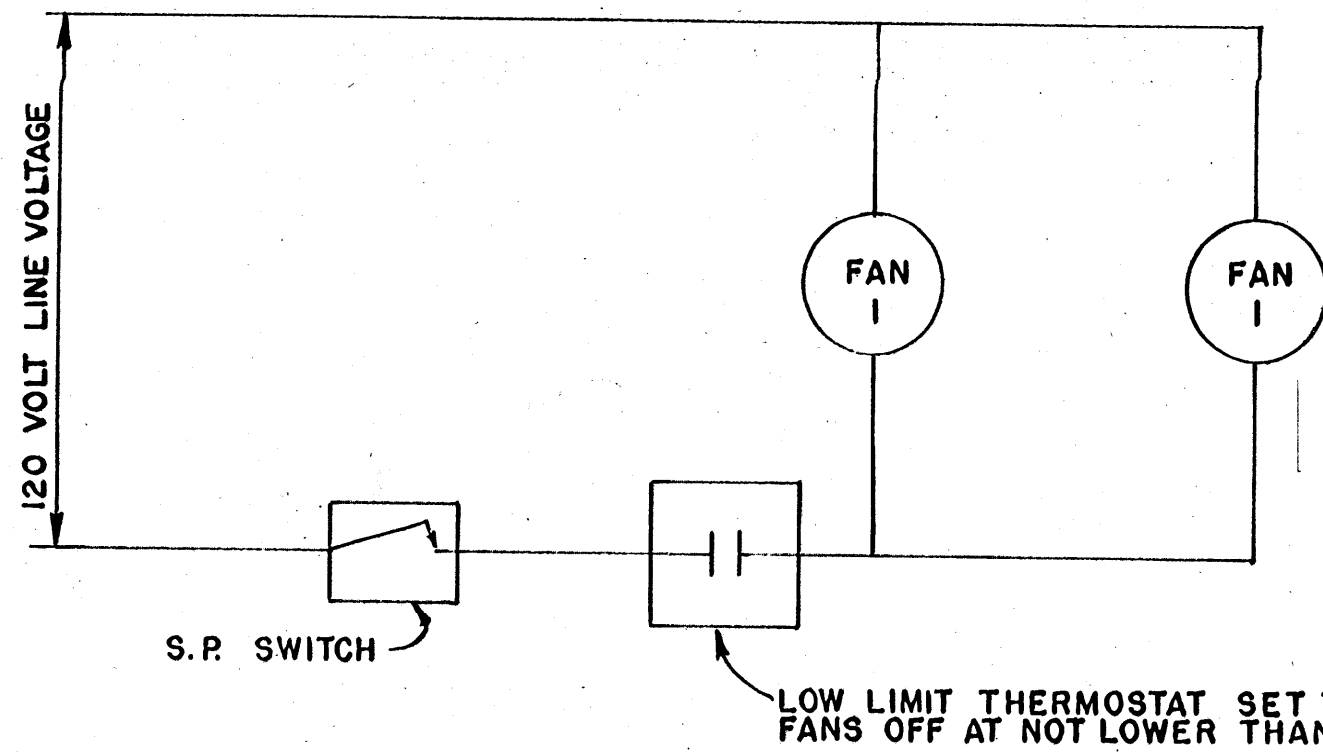 120 VOLT LINE VOLTAGE
FAN
1
FAN
1
S.P. SWITCH
LOW LIMIT THERMOSTAT SET
FANS OFF AT NOT LOWER THAN